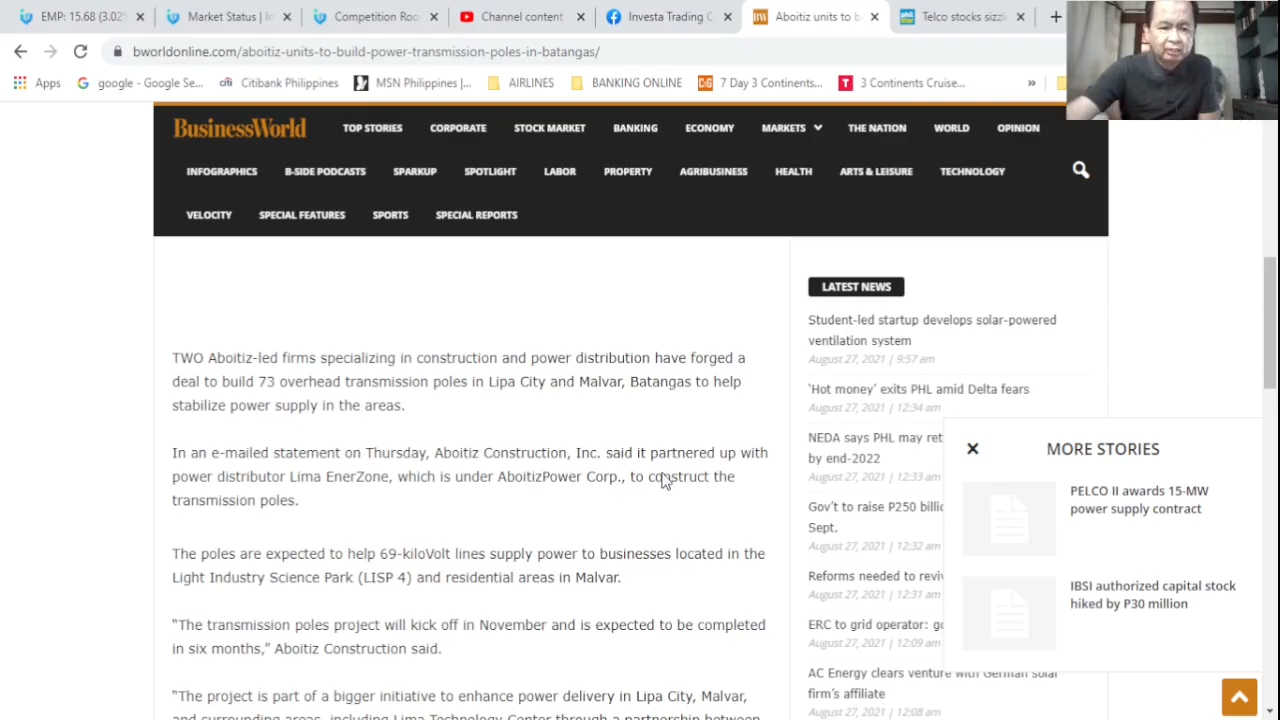 EMP: 15.68 (3.02
Market Status | In
Competition Roo
Channel content
Investa Trading C
Aboitiz units to b
Telco stocks sizzl
bworldonline.com/aboitiz-units-to-build-power-transmission-poles-in-batangas/
Apps
google - Google Se...
Citibank Philippines
MSN Philippines |...
AIRLINES
BANKING ONLINE
7 Day 3 Continents...
3 Continents Cruise...
»
BusinessWorld
TOP STORIES
CORPORATE
STOCK MARKET
BANKING
ECONOMY
MARKETS
THE NATION
WORLD
OPINION
INFOGRAPHICS
B-SIDE PODCASTS
SPARKUP
SPOTLIGHT
LABOR
PROPERTY
AGRIBUSINESS
HEALTH
ARTS & LEISURE
TECHNOLOGY
VELOCITY
SPECIAL FEATURES
SPORTS
SPECIAL REPORTS
TWO Aboitiz-led firms specializing in construction and power distribution have forged a
deal to build 73 overhead transmission poles in Lipa City and Malvar, Batangas to help
stabilize power supply in the areas.
In an e-mailed statement on Thursday, Aboitiz Construction, Inc. said it partnered up with
power distributor Lima EnerZone, which is under AboitizPower Corp., to construct the
transmission poles.
The poles are expected to help 69-kiloVolt lines supply power to businesses located in the
Light Industry Science Park (LISP 4) and residential areas in Malvar.
“The transmission poles project will kick off in November and is expected to be completed
in six months,” Aboitiz Construction said.
“The project is part of a bigger initiative to enhance power delivery in Lipa City, Malvar,
and surrounding areas, including Lima Technology Center through a partnership between
LATEST NEWS
Student-led startup develops solar-powered
ventilation system
August 27, 2021 | 9:57 am
‘Hot money’ exits PHL amid Delta fears
August 27, 2021 | 12:34 am
NEDA says PHL may ret
by end-2022
August 27, 2021 | 12:33 am
Gov’t to raise P250 billi
Sept.
August 27, 2021 | 12:32 am
Reforms needed to reviv
August 27, 2021 | 12:31 am
ERC to grid operator: g
August 27, 2021 | 12:09 am
AC Energy clears venture with German solar
firm’s affiliate
August 27, 2021 | 12:08 am
MORE STORIES
PELCO II awards 15-MW
power supply contract
IBSI authorized capital stock
hiked by P30 million